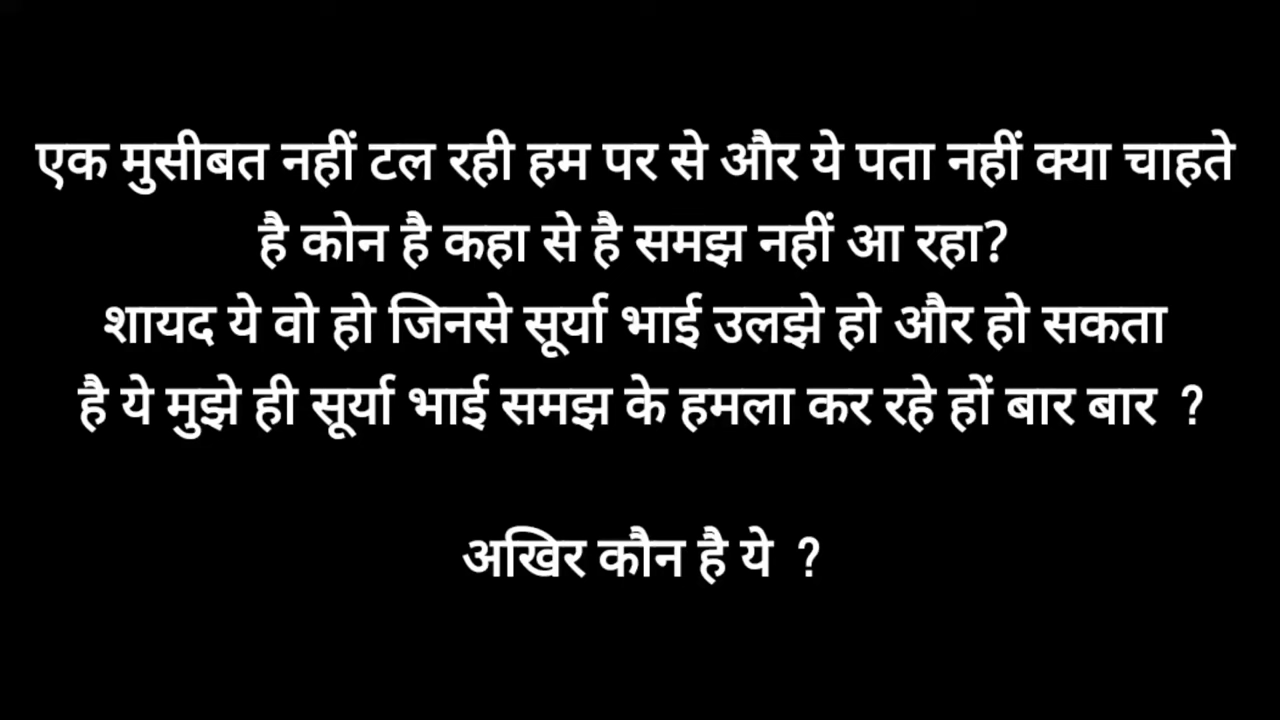 एक मुसीबत नहीं टल रही हम पर से और ये पता नहीं क्या चाहते
है कोन है कहा से है समझ नहीं आ रहा?
शायद ये वो हो जिनसे सूर्या भाई उलझे हो और हो सकता
है ये मुझे ही सूर्या भाई समझ के हमला कर रहे हों बार बार ?
अखिर कौन है ये ?